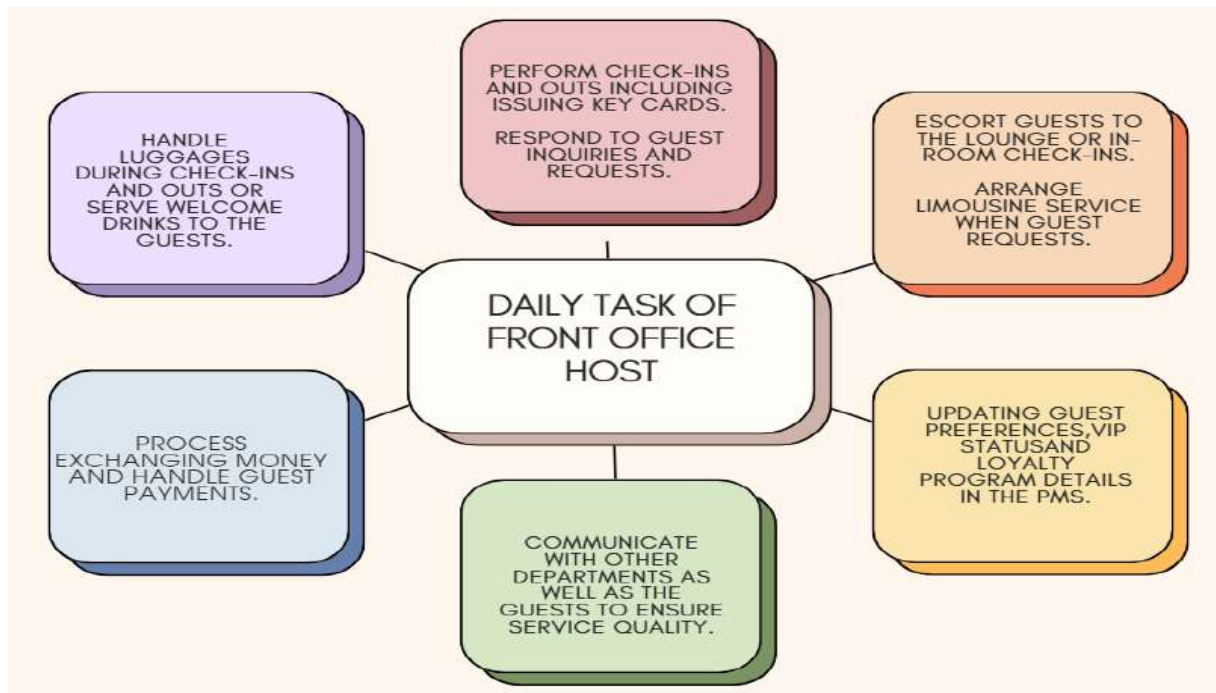 PERFORM CHECK-INS
AND OUTS INCLUDING
ISSUING KEY CARDS.
RESPOND TO GUEST
INQUIRIES AND
REQUESTS.
HANDLE
LUGGAGES
DURING CHECK-INS
AND OUTS OR
SERVE WELCOME
DRINKS TO THE
GUESTS.
ESCORT GUESTS TO
THE LOUNGE OR IN-
ROOM CHECK-INS.
ARRANGE
LIMOUSINE SERVICE
WHEN GUEST
REQUESTS.
DAILY TASK OF
FRONT OFFICE
HOST
PROCESS
EXCHANGING MONEY
AND HANDLE GUEST
PAYMENTS.
UPDATING GUEST
PREFERENCES,VIP
STATUSAND
LOYALTY
PROGRAM DETAILS
IN THE PMS.
COMMUNICATE
WITH OTHER
DEPARTMENTS AS
WELL AS THE
GUESTS TO ENSURE
SERVICE QUALITY.